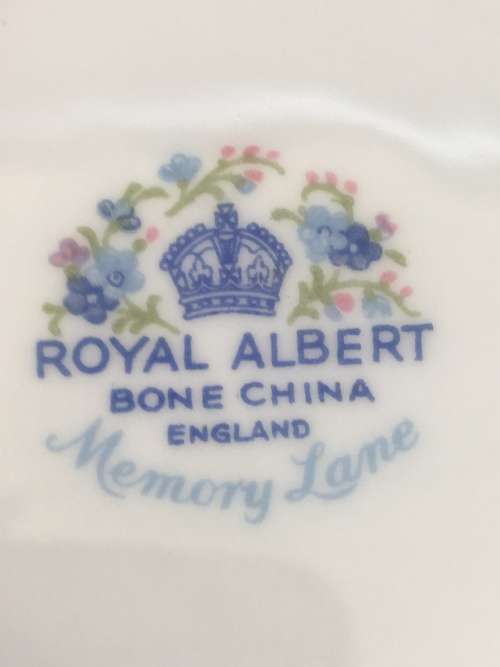 ROYAL ALBERT
BONE CHINA
ENGLAND
Memory Lane